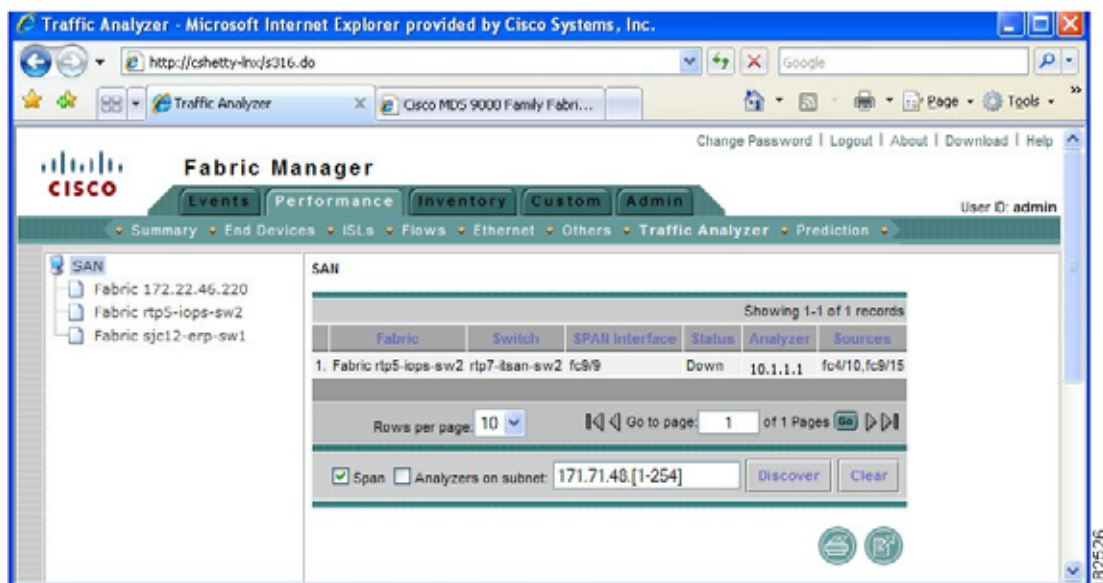 Traffic Analyzer - Microsoft Internet Explorer provided by Cisco Systems, Inc.
http://cshetty-lnx/s316.do
Google
Traffic Analyzer
Cisco MDS 9000 Family Fabri...
Page
Tools
Change Password | Logout | About | Download | Help
CISCO
Fabric Manager
Events Performance Inventory Custom Admin
User ID: admin
Summary End Devices ISLs Flows Ethernet Others Traffic Analyzer Prediction
SAN
Fabric 172.22.46.220
Fabric rtp5-iops-sw2
Fabric sjc12-erp-sw1
SAN
Showing 1-1 of 1 records
Fabric Switch SPAN Interface Status Analyzer Sources
1. Fabric rtp5-iops-sw2 rtp7-itsan-sw2 fc9/9 Down 10.1.1.1 fc4/10,fc9/15
Rows per page: 10 Go to page: 1 of 1 Pages Go
Span Analyzers on subnet: 171.71.48.[1-254] Discover Clear